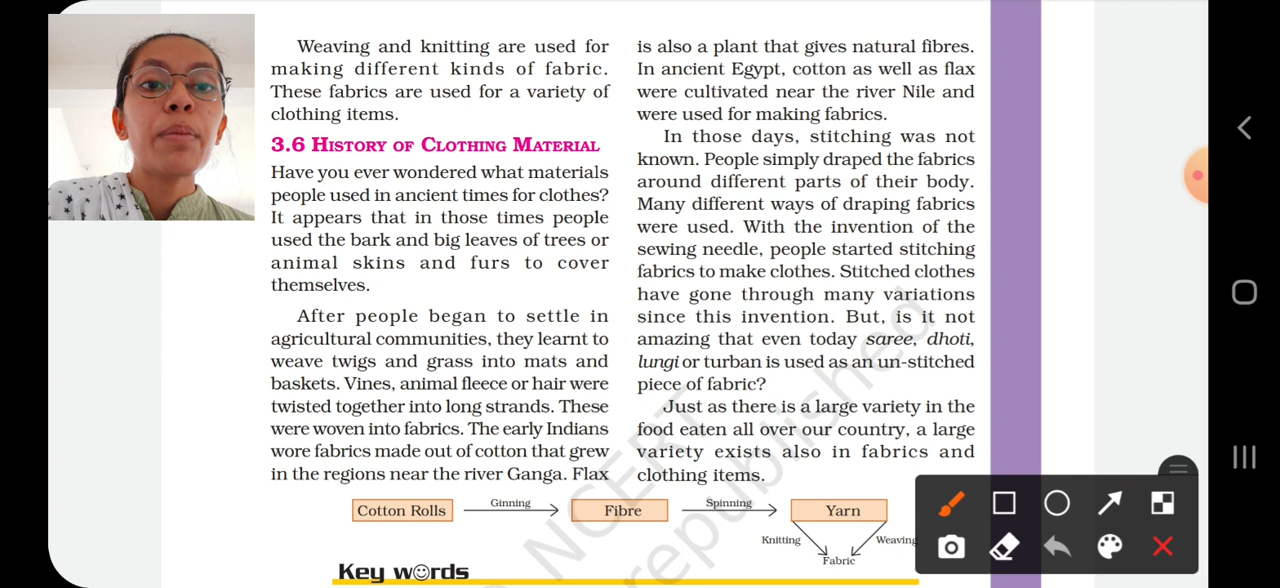 Weaving and knitting are used for
making different kinds of fabric.
These fabrics are used for a variety of
clothing items.
3.6 HISTORY OF CLOTHING MATERIAL
Have you ever wondered what materials
people used in ancient times for clothes?
It appears that in those times people
used the bark and big leaves of trees or
animal skins and furs to cover
themselves.
After people began to settle in
agricultural communities, they learnt to
weave twigs and grass into mats and
baskets. Vines, animal fleece or hair were
twisted together into long strands. These
were woven into fabrics. The early Indians
wore fabrics made out of cotton that grew
in the regions near the river Ganga. Flax
is also a plant that gives natural fibres.
In ancient Egypt, cotton as well as flax
were cultivated near the river Nile and
were used for making fabrics.
In those days, stitching was not
known. People simply draped the fabrics
around different parts of their body.
Many different ways of draping fabrics
were used. With the invention of the
sewing needle, people started stitching
fabrics to make clothes. Stitched clothes
have gone through many variations
since this invention. But, is it not
amazing that even today saree, dhoti,
lungi or turban is used as an un-stitched
piece of fabric?
Just as there is a large variety in the
food eaten all over our country, a large
variety exists also in fabrics and
clothing items.
Cotton Rolls Ginning Fibre Spinning Yarn
Knitting Weaving
Fabric
Key words
NCERT
republished